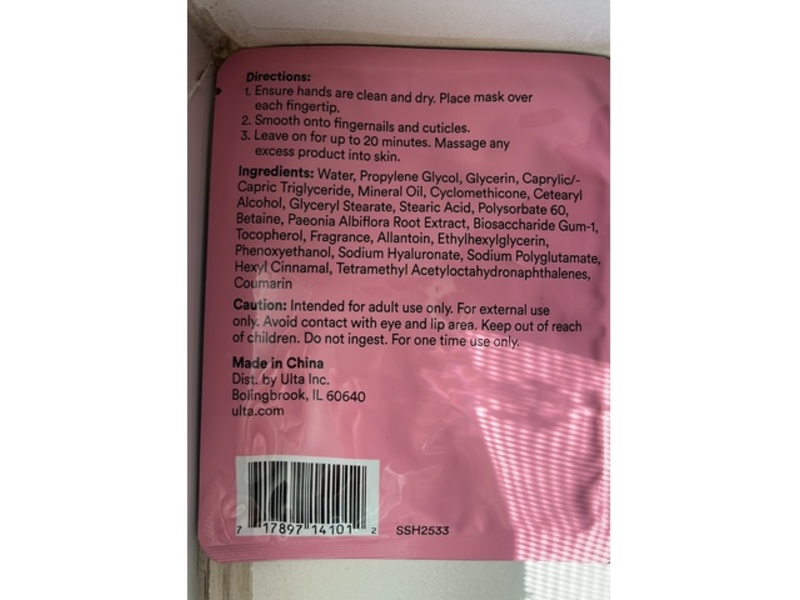 Directions:
1. Ensure hands are clean and dry. Place mask over
each fingertip.
2. Smooth onto fingernails and cuticles.
3. Leave on for up to 20 minutes. Massage any
excess product into skin.
Ingredients: Water, Propylene Glycol, Glycerin, Caprylic/-
Capric Triglyceride, Mineral Oil, Cyclomethicone, Cetearyl
Alcohol, Glyceryl Stearate, Stearic Acid, Polysorbate 60,
Betaine, Paeonia Albiflora Root Extract, Biosaccharide Gum-1,
Tocopherol, Fragrance, Allantoin, Ethylhexylglycerin,
Phenoxyethanol, Sodium Hyaluronate, Sodium Polyglutamate,
Hexyl Cinnamal, Tetramethyl Acetyloctahydronaphthalenes,
Coumarin
Caution: Intended for adult use only. For external use
only. Avoid contact with eye and lip area. Keep out of reach
of children. Do not ingest. For one time use only.
Made in China
Dist. by Ulta Inc.
Bolingbrook, IL 60640
ulta.com
7 17897 14101 2
SSH2533